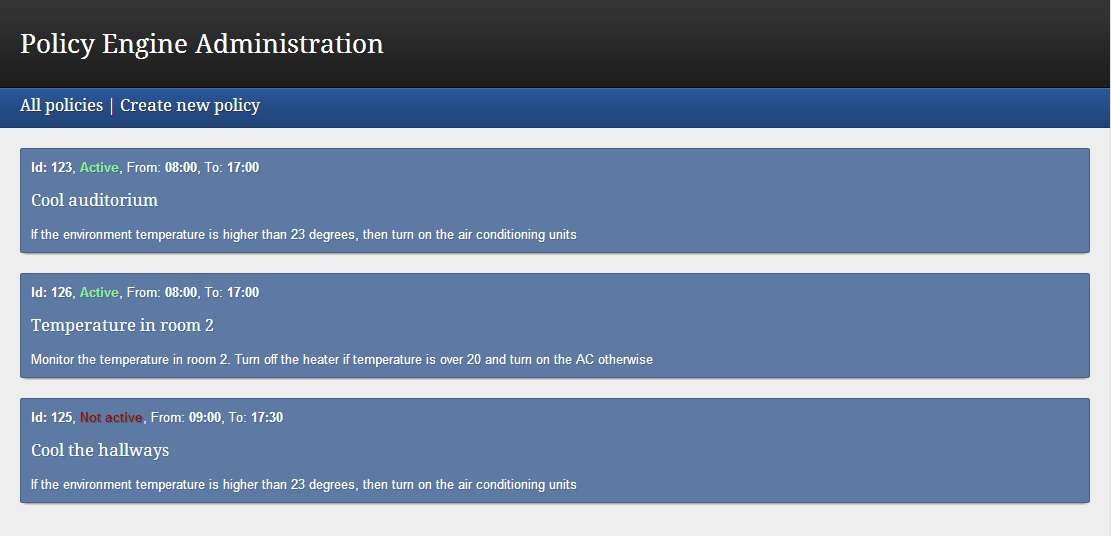 Policy Engine Administration
All policies | Create new policy
Id: 123, Active, From: 08:00, To: 17:00
Cool auditorium
If the environment temperature is higher than 23 degrees, then turn on the air conditioning units
Id: 126, Active, From: 08:00, To: 17:00
Temperature in room 2
Monitor the temperature in room 2. Turn off the heater if temperature is over 20 and turn on the AC otherwise
Id: 125, Not active, From: 09:00, To: 17:30
Cool the hallways
If the environment temperature is higher than 23 degrees, then turn on the air conditioning units